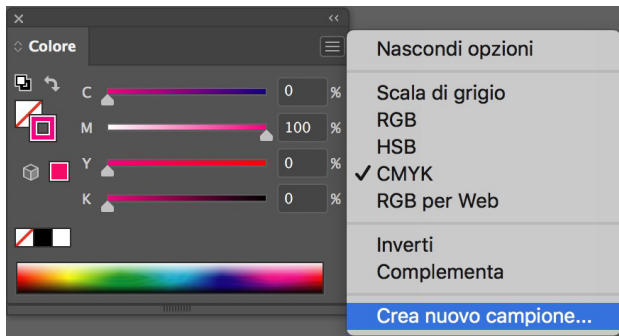 Colore
C 0 %
M 100 %
Y 0 %
K 0 %
Nascondi opzioni
Scala di grigio
RGB
HSB
CMYK
RGB per Web
Inverti
Complementa
Crea nuovo campione...